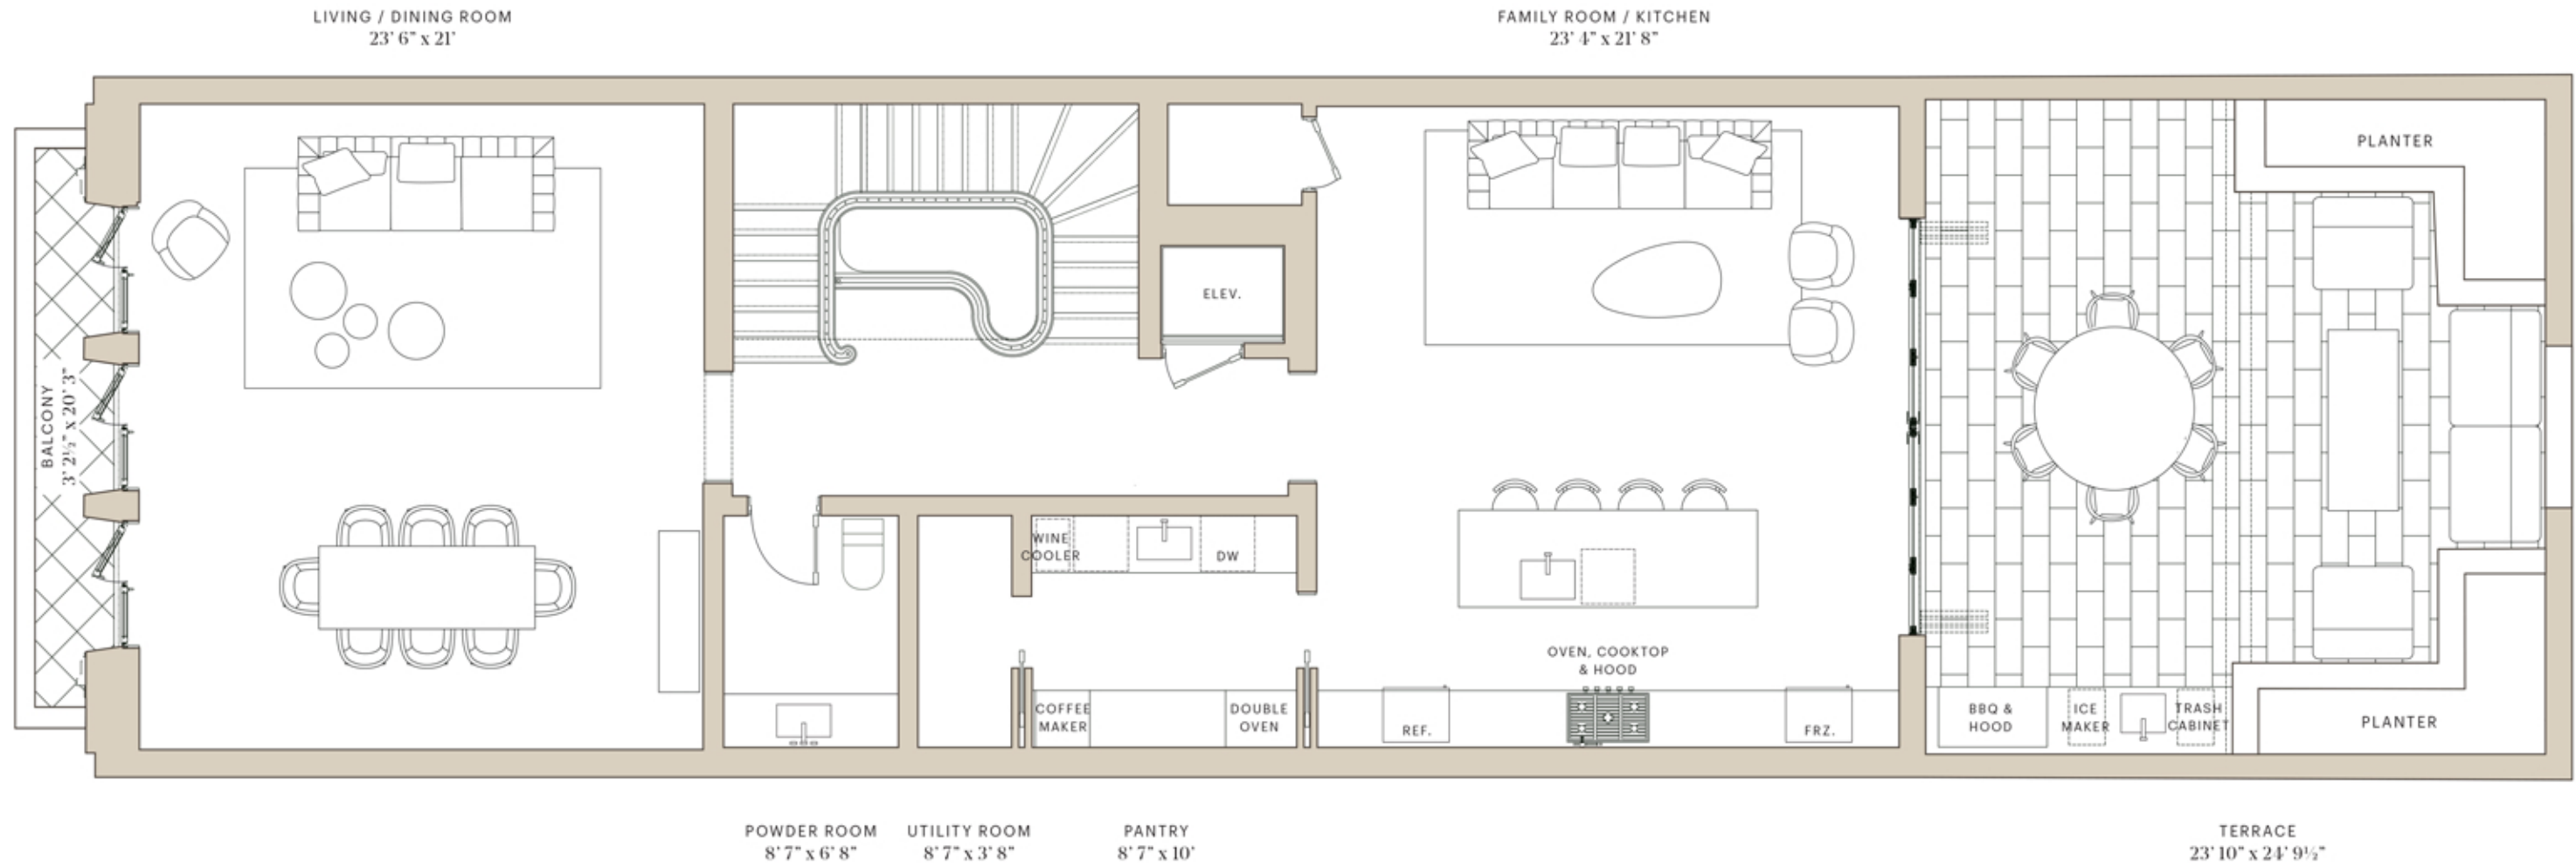 LIVING / DINING ROOM
23' 6" x 21'
FAMILY ROOM / KITCHEN
23' 4" x 21' 8"
PLANTER
ELEV.
BALCONY
3' 2½" x 20' 3"
WINE
COOLER
DW
OVEN, COOKTOP
& HOOD
COFFEE
MAKER
DOUBLE
OVEN
REF.
FRZ.
BBQ &
HOOD
ICE
MAKER
TRASH
CABINET
PLANTER
POWDER ROOM
8' 7" x 6' 8"
UTILITY ROOM
8' 7" x 3' 8"
PANTRY
8' 7" x 10'
TERRACE
23' 10" x 24' 9½"